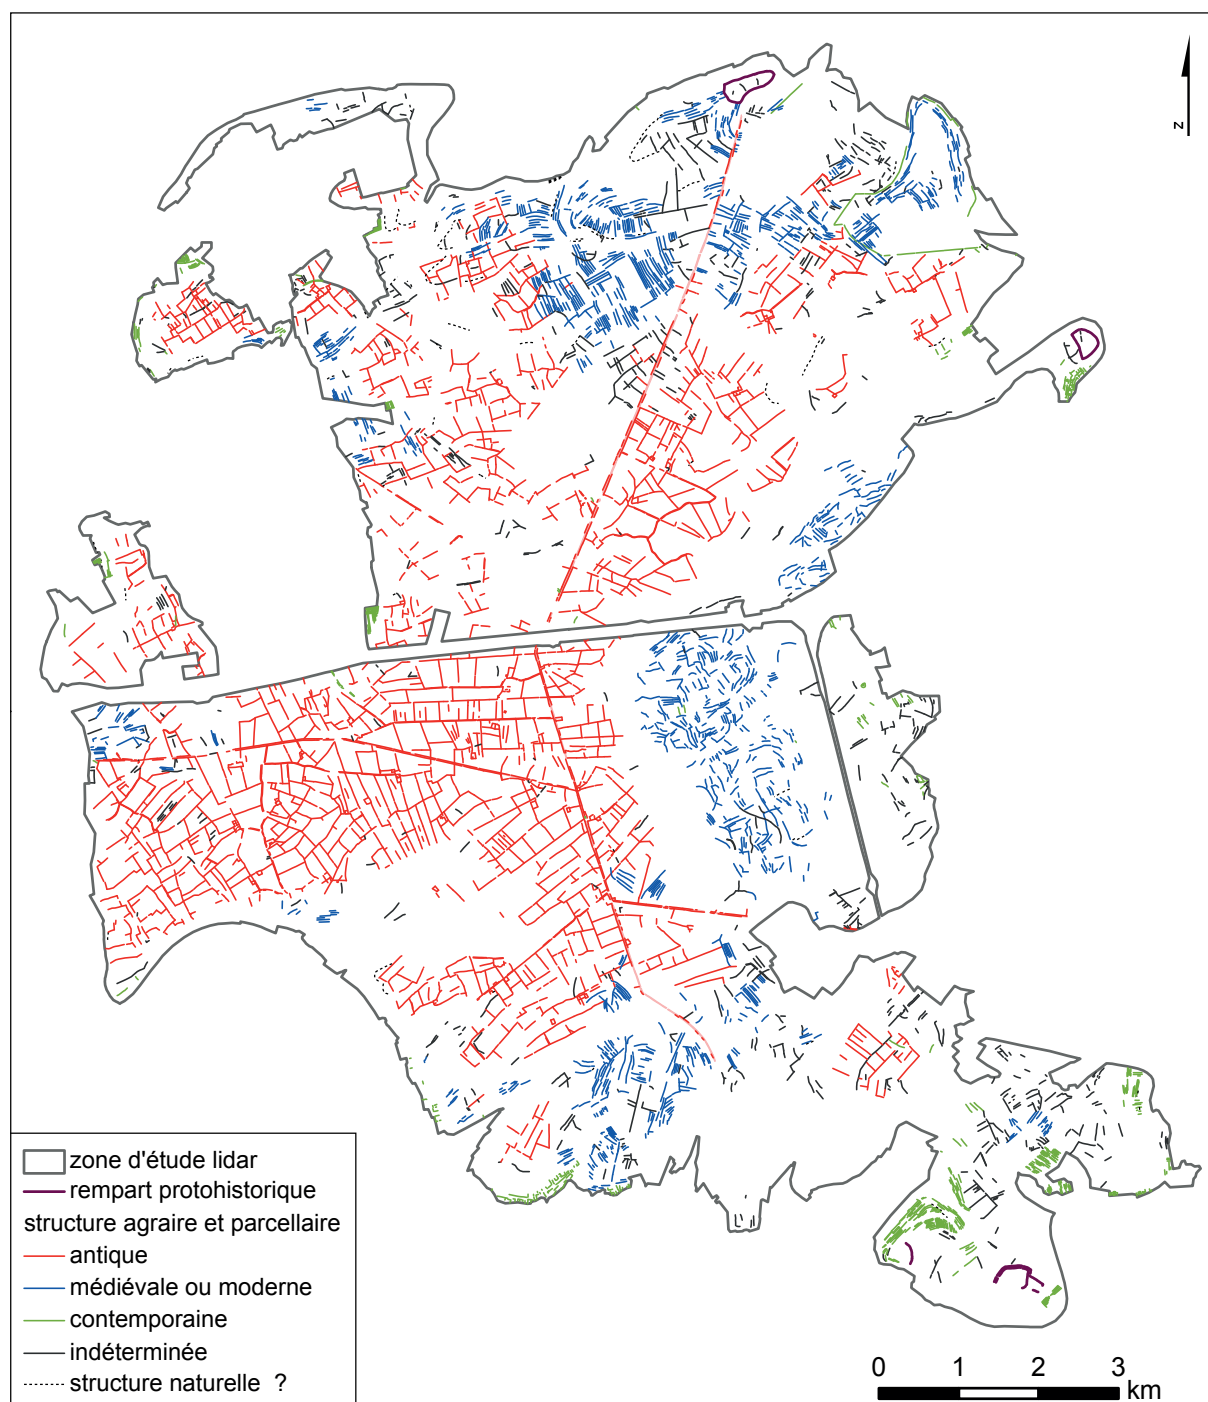 N
zone d'étude lidar
rempart protohistorique
structure agraire et parcellaire
antique
médiévale ou moderne
contemporaine
indéterminée
structure naturelle ?
0 1 2 3
km